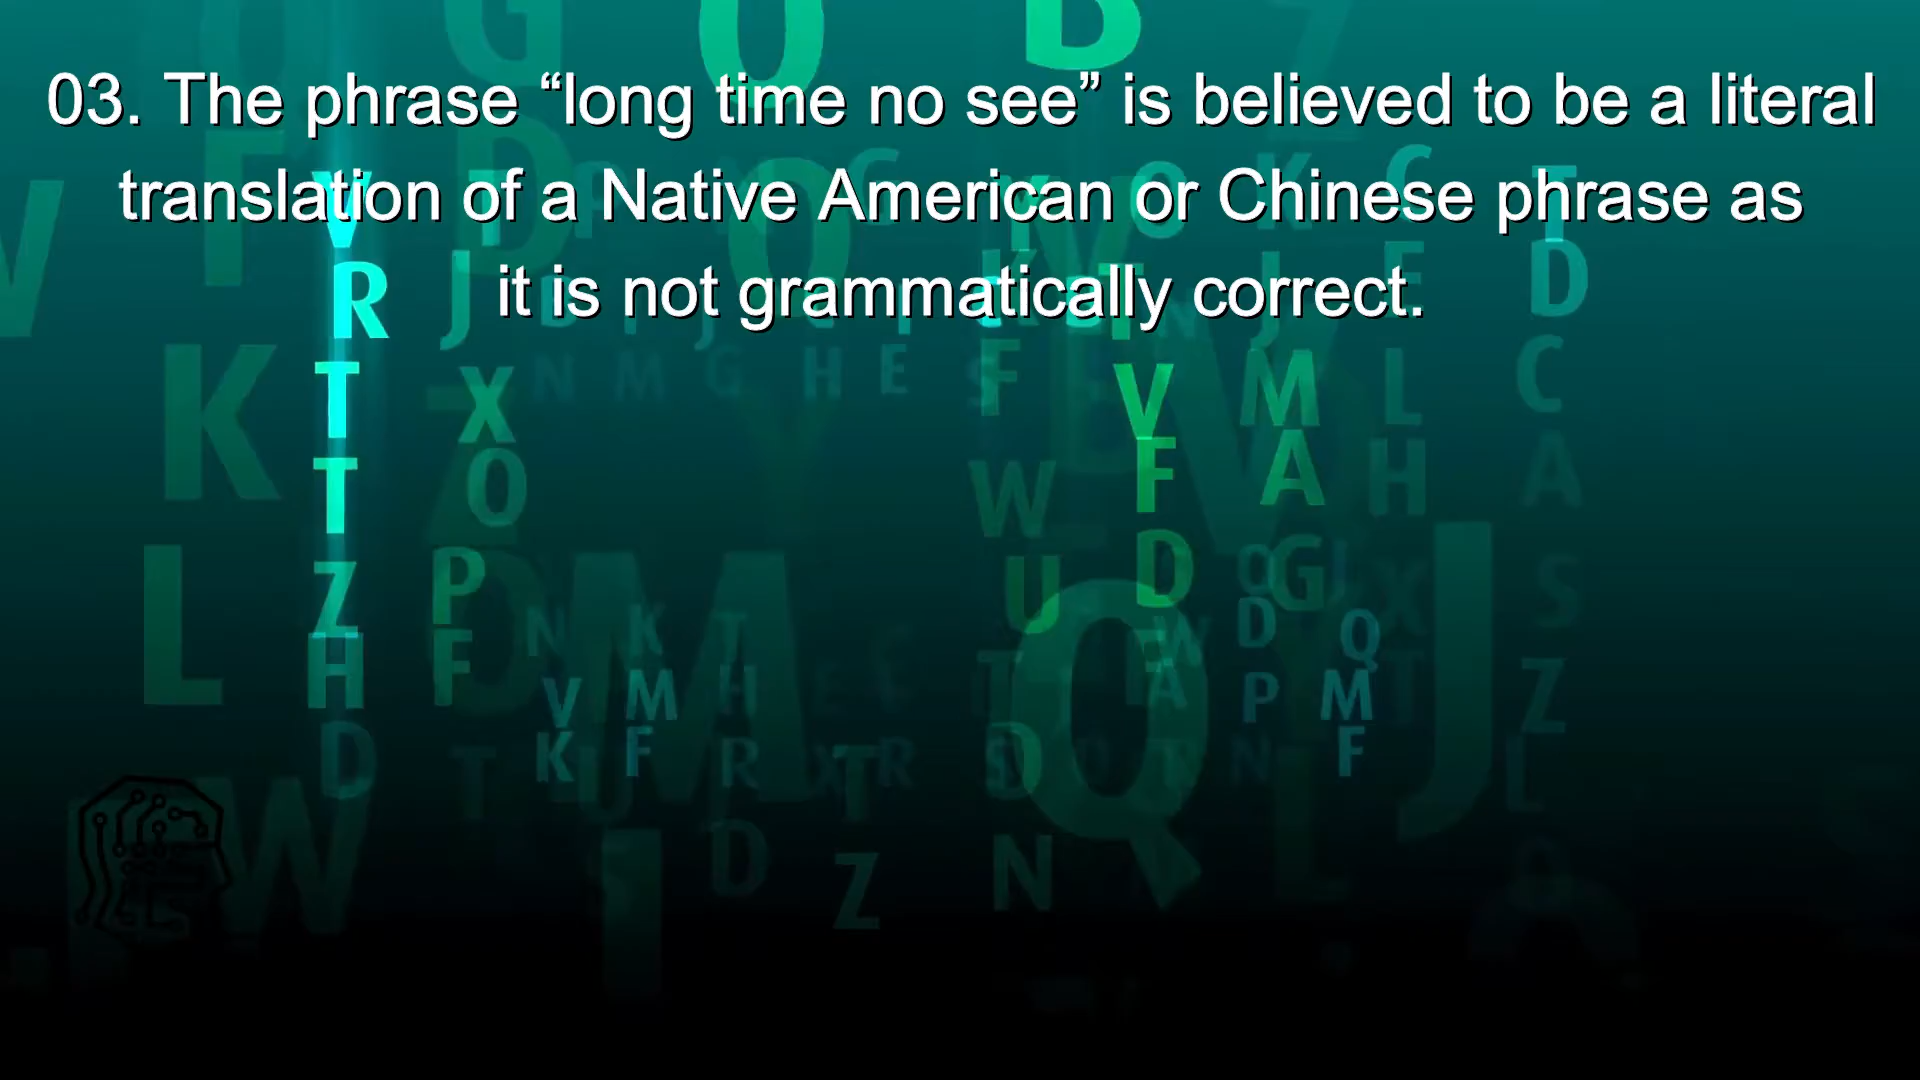 03. The phrase “long time no see” is believed to be a literal
translation of a Native American or Chinese phrase as
it is not grammatically correct.